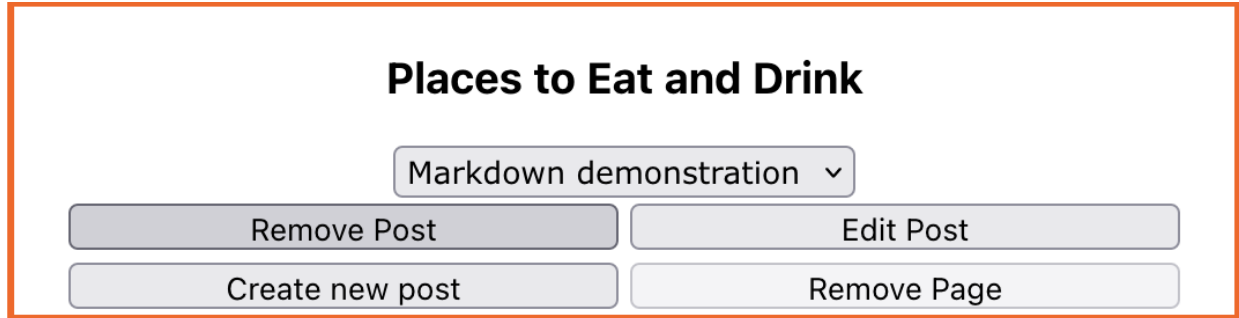 Places to Eat and Drink
Markdown demonstration
Remove Post
Edit Post
Create new post
Remove Page